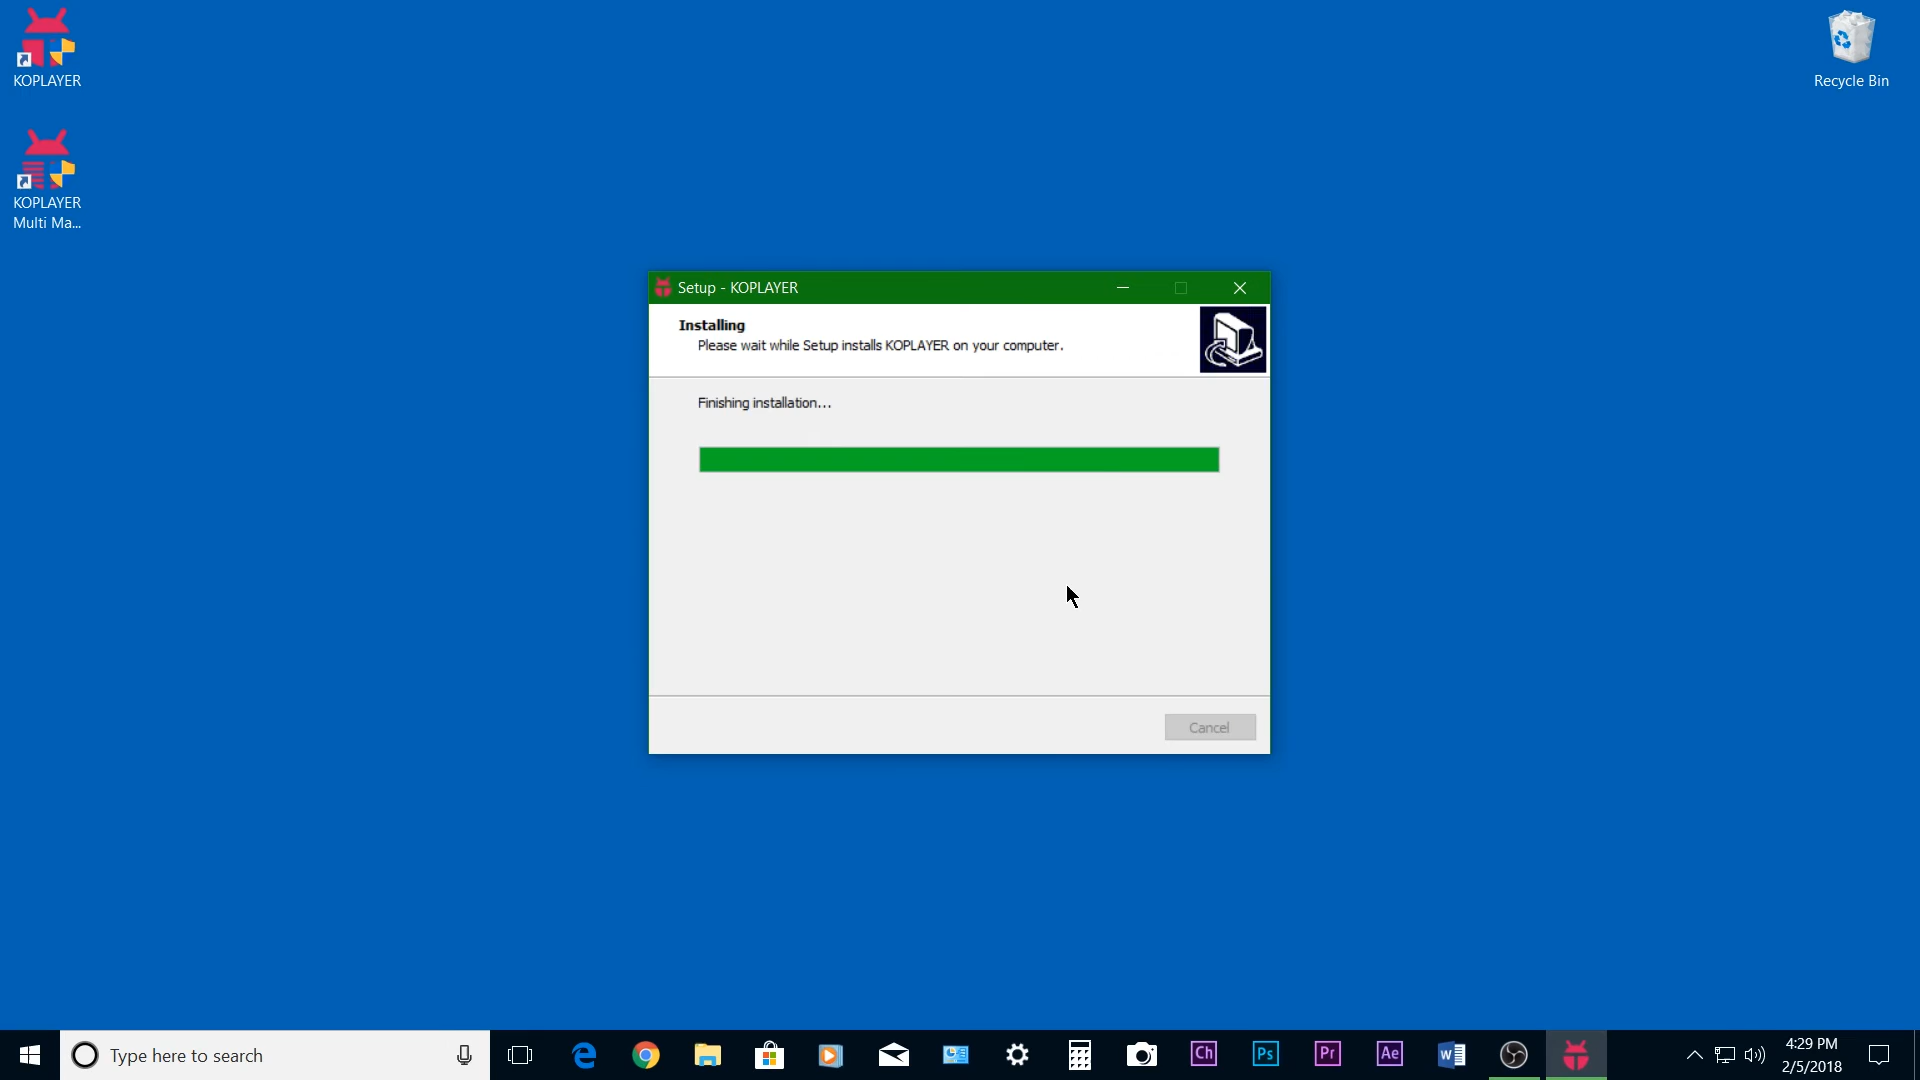 KOPLAYER
Recycle Bin
KOPLAYER
Multi Ma...
Setup - KOPLAYER
Installing
Please wait while Setup installs KOPLAYER on your computer.
Finishing installation...
Cancel
Type here to search
Ch
Ps
Pr
Ae
W
4:29 PM
2/5/2018